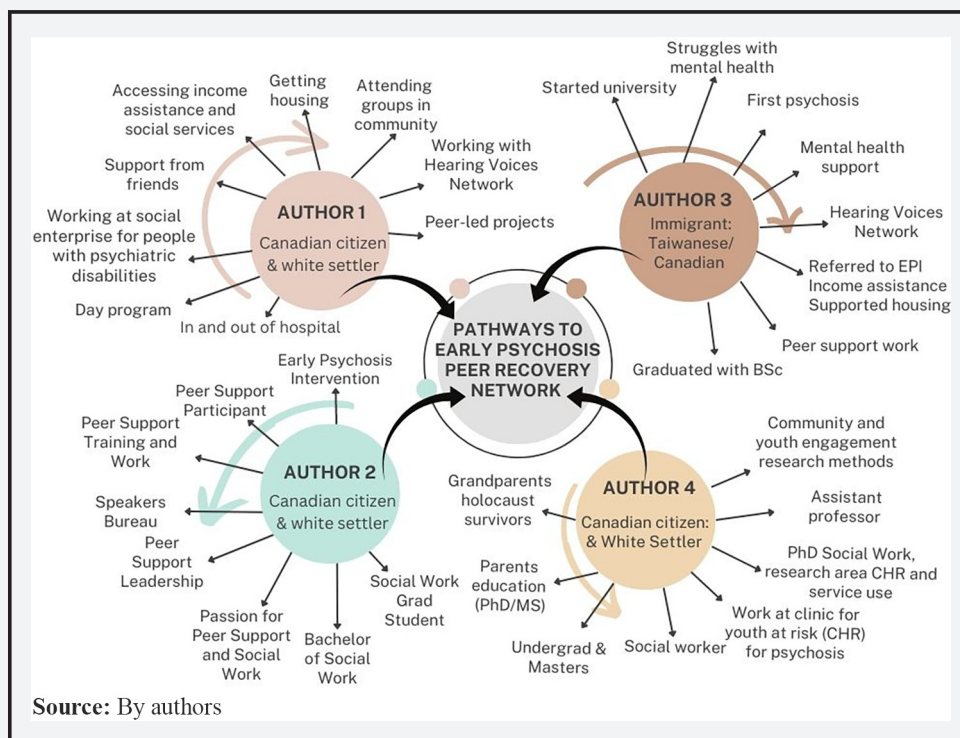 AUTHOR 1
Canadian citizen
& white settler
In and out of hospital
Day program
Working at social
enterprise for people
with psychiatric
disabilities
Support from
friends
Accessing income
assistance and
social services
Getting
housing
Attending
groups in
community
Working with
Hearing Voices
Network
Peer-led projects
AUITHOR 3
Immigrant:
Taiwanese/
Canadian
Started university
Struggles with
mental health
First psychosis
Mental health
support
Hearing Voices
Network
Referred to EPI
Income assistance
Supported housing
Peer support work
Graduated with BSc
PATHWAYS TO
EARLY PSYCHOSIS
PEER RECOVERY
NETWORK
AUTHOR 2
Canadian citizen
& white settler
Early Psychosis
Intervention
Peer Support
Participant
Peer Support
Training and
Work
Speakers
Bureau
Peer
Support
Leadership
Passion for
Peer Support
and Social
Work
Bachelor
of Social
Work
Social Work
Grad
Student
AUTHOR 4
Canadian citizen:
& White Settler
Grandparents
holocaust
survivors
Parents
education
(PhD/MS)
Undergrad &
Masters
Social worker
Work at clinic for
youth at risk (CHR)
for psychosis
PhD Social Work,
research area CHR and
service use
Assistant
professor
Community and
youth engagement
research methods
Source: By authors